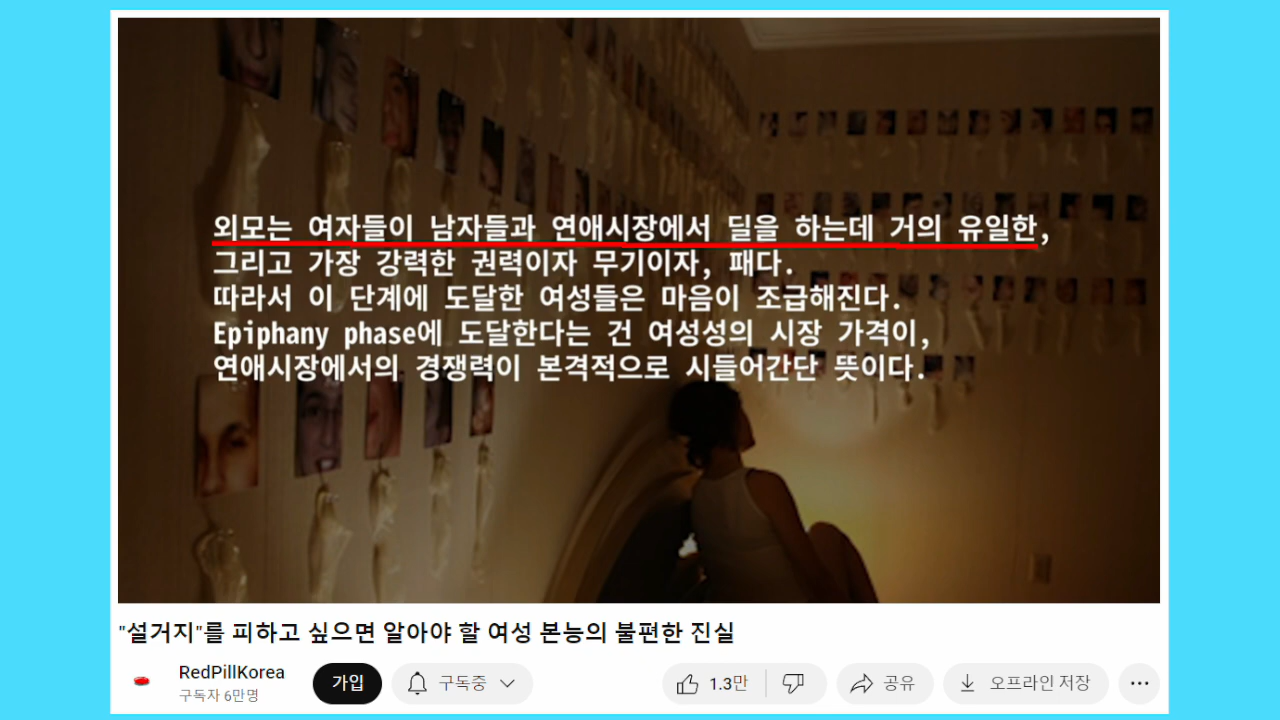 외모는 여자들이 남자들과 연애시장에서 딜을 하는데 거의 유일한,
그리고 가장 강력한 권력이자 무기이자, 패다.
따라서 이 단계에 도달한 여성들은 마음이 조급해진다.
Epiphany phase에 도달한다는 건 여성성의 시장 가격이,
연애시장에서의 경쟁력이 본격적으로 시들어간단 뜻이다.
"설거지"를 피하고 싶으면 알아야 할 여성 본능의 불편한 진실
RedPillKorea
구독자 6만명
가입
구독중
1.3만
공유
오프라인 저장